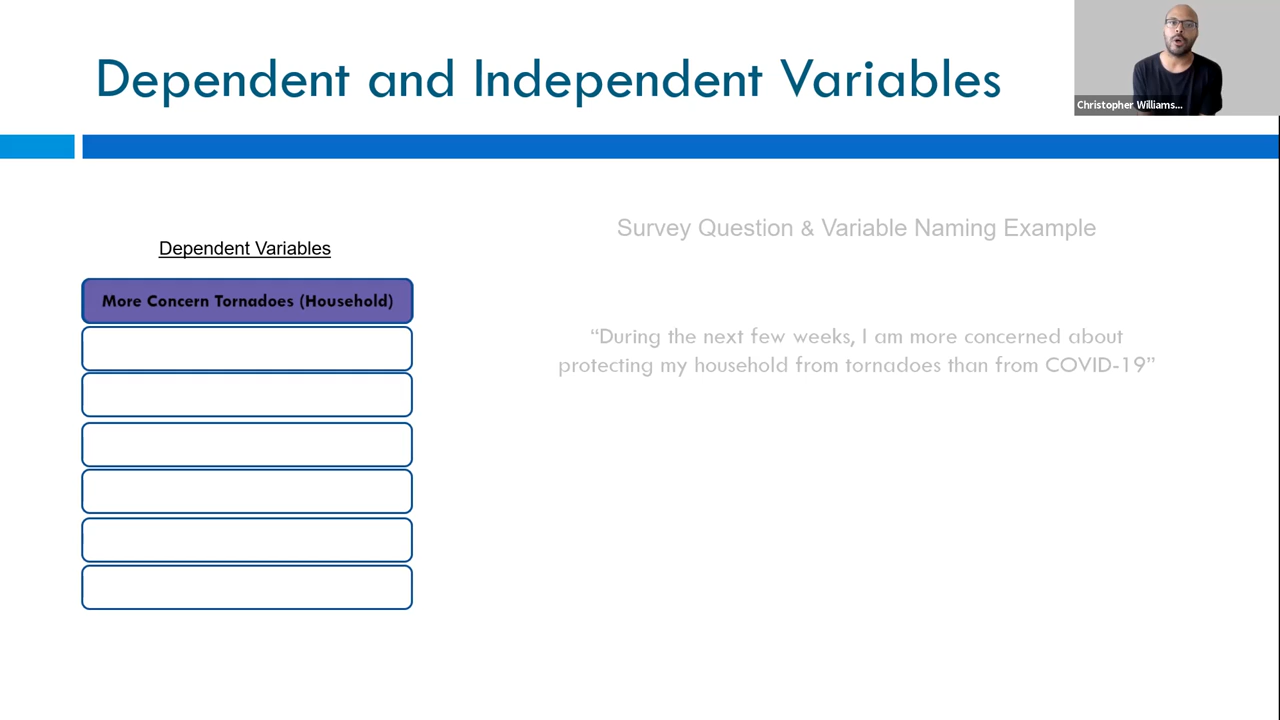 Dependent and Independent Variables
Christopher Williams...
Survey Question & Variable Naming Example
Dependent Variables
More Concern Tornadoes (Household)
“During the next few weeks, I am more concerned about
protecting my household from tornadoes than from COVID-19”